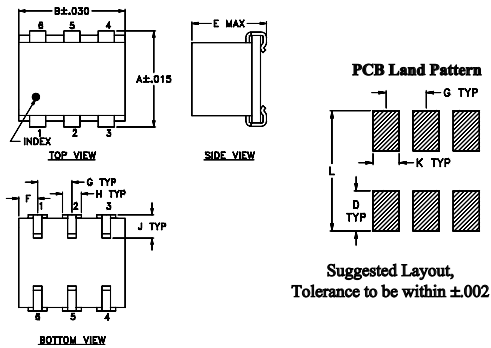 B±.030
6 5 4
A±.015
INDEX
1 2 3
TOP VIEW
E MAX
SIDE VIEW
PCB Land Pattern
G TYP
K TYP
L
D
TYP
Suggested Layout,
Tolerance to be within ±.002
G TYP
H TYP
F
1 2 3
J TYP
6 5 4
BOTTOM VIEW